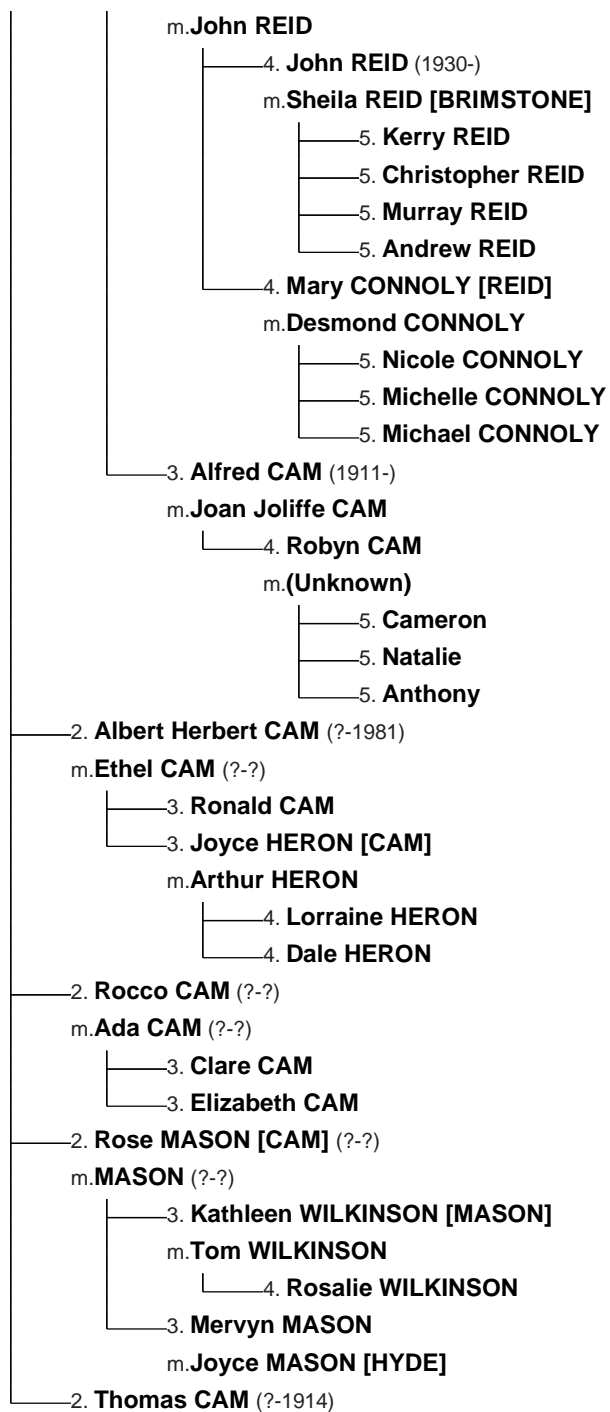 m.John REID
4. John REID (1930-)
m.Sheila REID [BRIMSTONE]
5. Kerry REID
5. Christopher REID
5. Murray REID
5. Andrew REID
4. Mary CONNOLY [REID]
m.Desmond CONNOLY
5. Nicole CONNOLY
5. Michelle CONNOLY
5. Michael CONNOLY
3. Alfred CAM (1911-)
m.Joan Joliffe CAM
4. Robyn CAM
m.(Unknown)
5. Cameron
5. Natalie
5. Anthony
2. Albert Herbert CAM (?-1981)
m.Ethel CAM (?-?)
3. Ronald CAM
3. Joyce HERON [CAM]
m.Arthur HERON
4. Lorraine HERON
4. Dale HERON
2. Rocco CAM (?-?)
m.Ada CAM (?-?)
3. Clare CAM
3. Elizabeth CAM
2. Rose MASON [CAM] (?-?)
m.MASON (?-?)
3. Kathleen WILKINSON [MASON]
m.Tom WILKINSON
4. Rosalie WILKINSON
3. Mervyn MASON
m.Joyce MASON [HYDE]
2. Thomas CAM (?-1914)